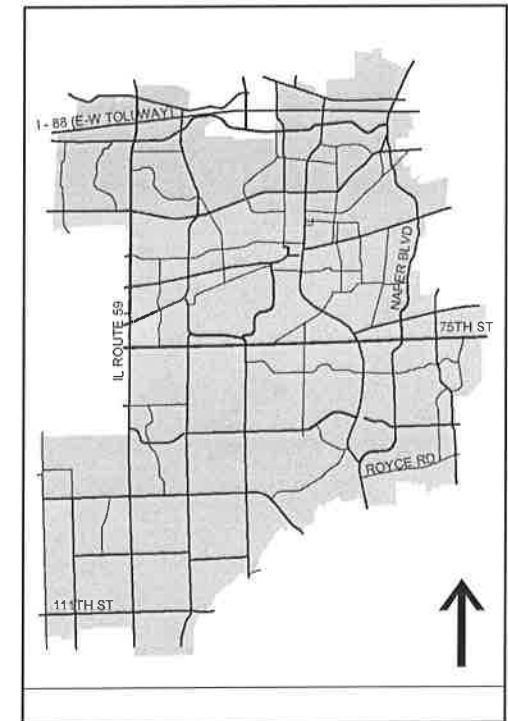 I - 88 (E-W TOLLWAY)
NAPER BLVD
IL ROUTE 59
75TH ST
ROYCE RD
111TH ST